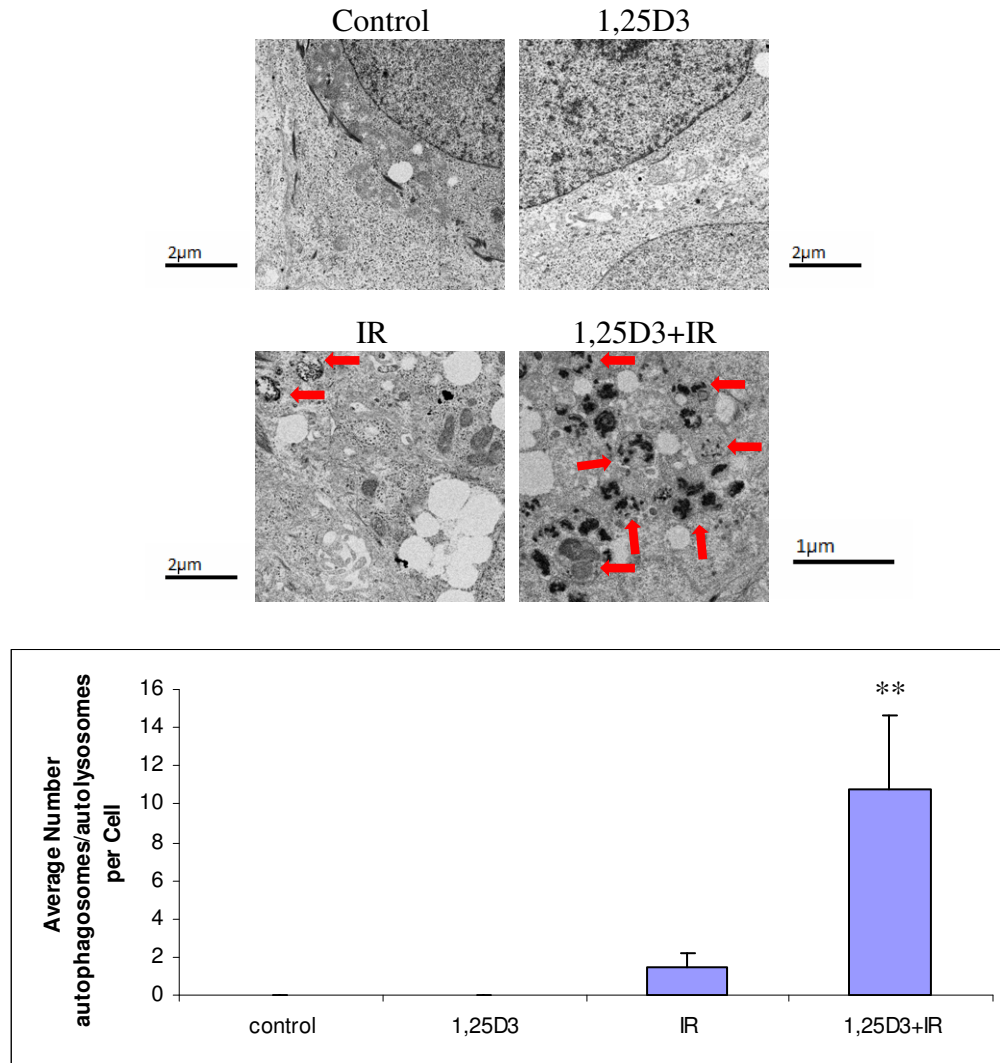 Control 1,25D3
2µm 2µm
IR 1,25D3+IR
2µm 1µm
Average Number
autophagosomes/autolysosomes
per Cell
16
14
12
10
8
6
4
2
0
**
control 1,25D3 IR 1,25D3+IR